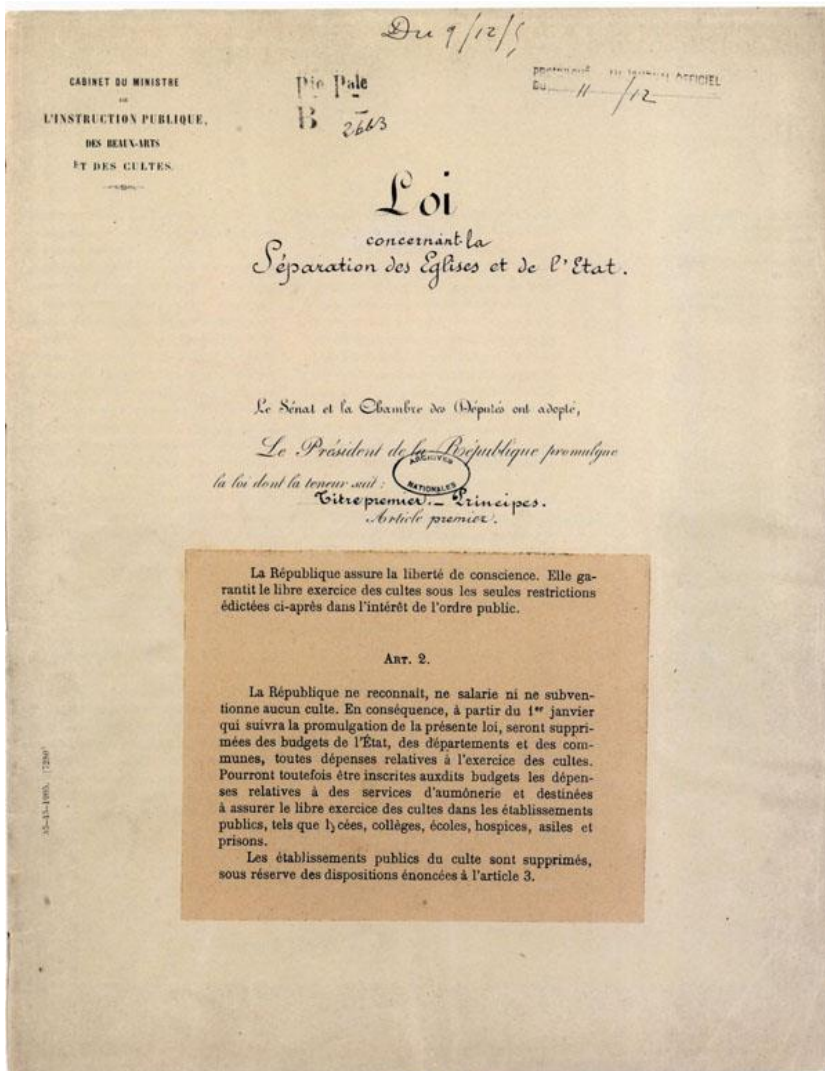 Du 9/12/5
CABINET DU MINISTRE
DE
L'INSTRUCTION PUBLIQUE,
DES BEAUX-ARTS
ET DES CULTES.
Pie Pale
B 2663
PROMULGUÉ AU JOURNAL OFFICIEL
DU 11/12
Loi
concernant la
Séparation des Eglises et de l'Etat.
Le Sénat et la Chambre des Députés ont adopté,
Le Président de la République promulgue
la loi dont la teneur suit :
ARCHIVES
NATIONALES
Titre premier. _ Principes.
Article premier.
La République assure la liberté de conscience. Elle ga-
rantit le libre exercice des cultes sous les seules restrictions
édictées ci-après dans l'intérêt de l'ordre public.
ART. 2.
La République ne reconnaît, ne salarie ni ne subven-
tionne aucun culte. En conséquence, à partir du 1er janvier
qui suivra la promulgation de la présente loi, seront suppri-
mées des budgets de l'État, des départements et des com-
munes, toutes dépenses relatives à l'exercice des cultes.
Pourront toutefois être inscrites auxdits budgets les dépen-
ses relatives à des services d'aumônerie et destinées
à assurer le libre exercice des cultes dans les établissements
publics, tels que lycées, collèges, écoles, hospices, asiles et
prisons.
Les établissements publics du culte sont supprimés,
sous réserve des dispositions énoncées à l'article 3.